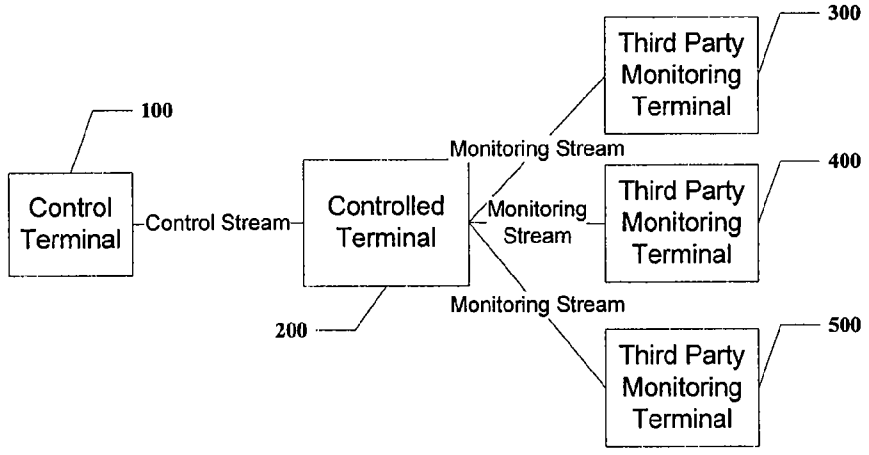 300
Third Party
Monitoring
Terminal
100
Monitoring Stream
400
Control
Terminal
Control Stream
Controlled
Terminal
Monitoring
Stream
Third Party
Monitoring
Terminal
Monitoring Stream
200
500
Third Party
Monitoring
Terminal